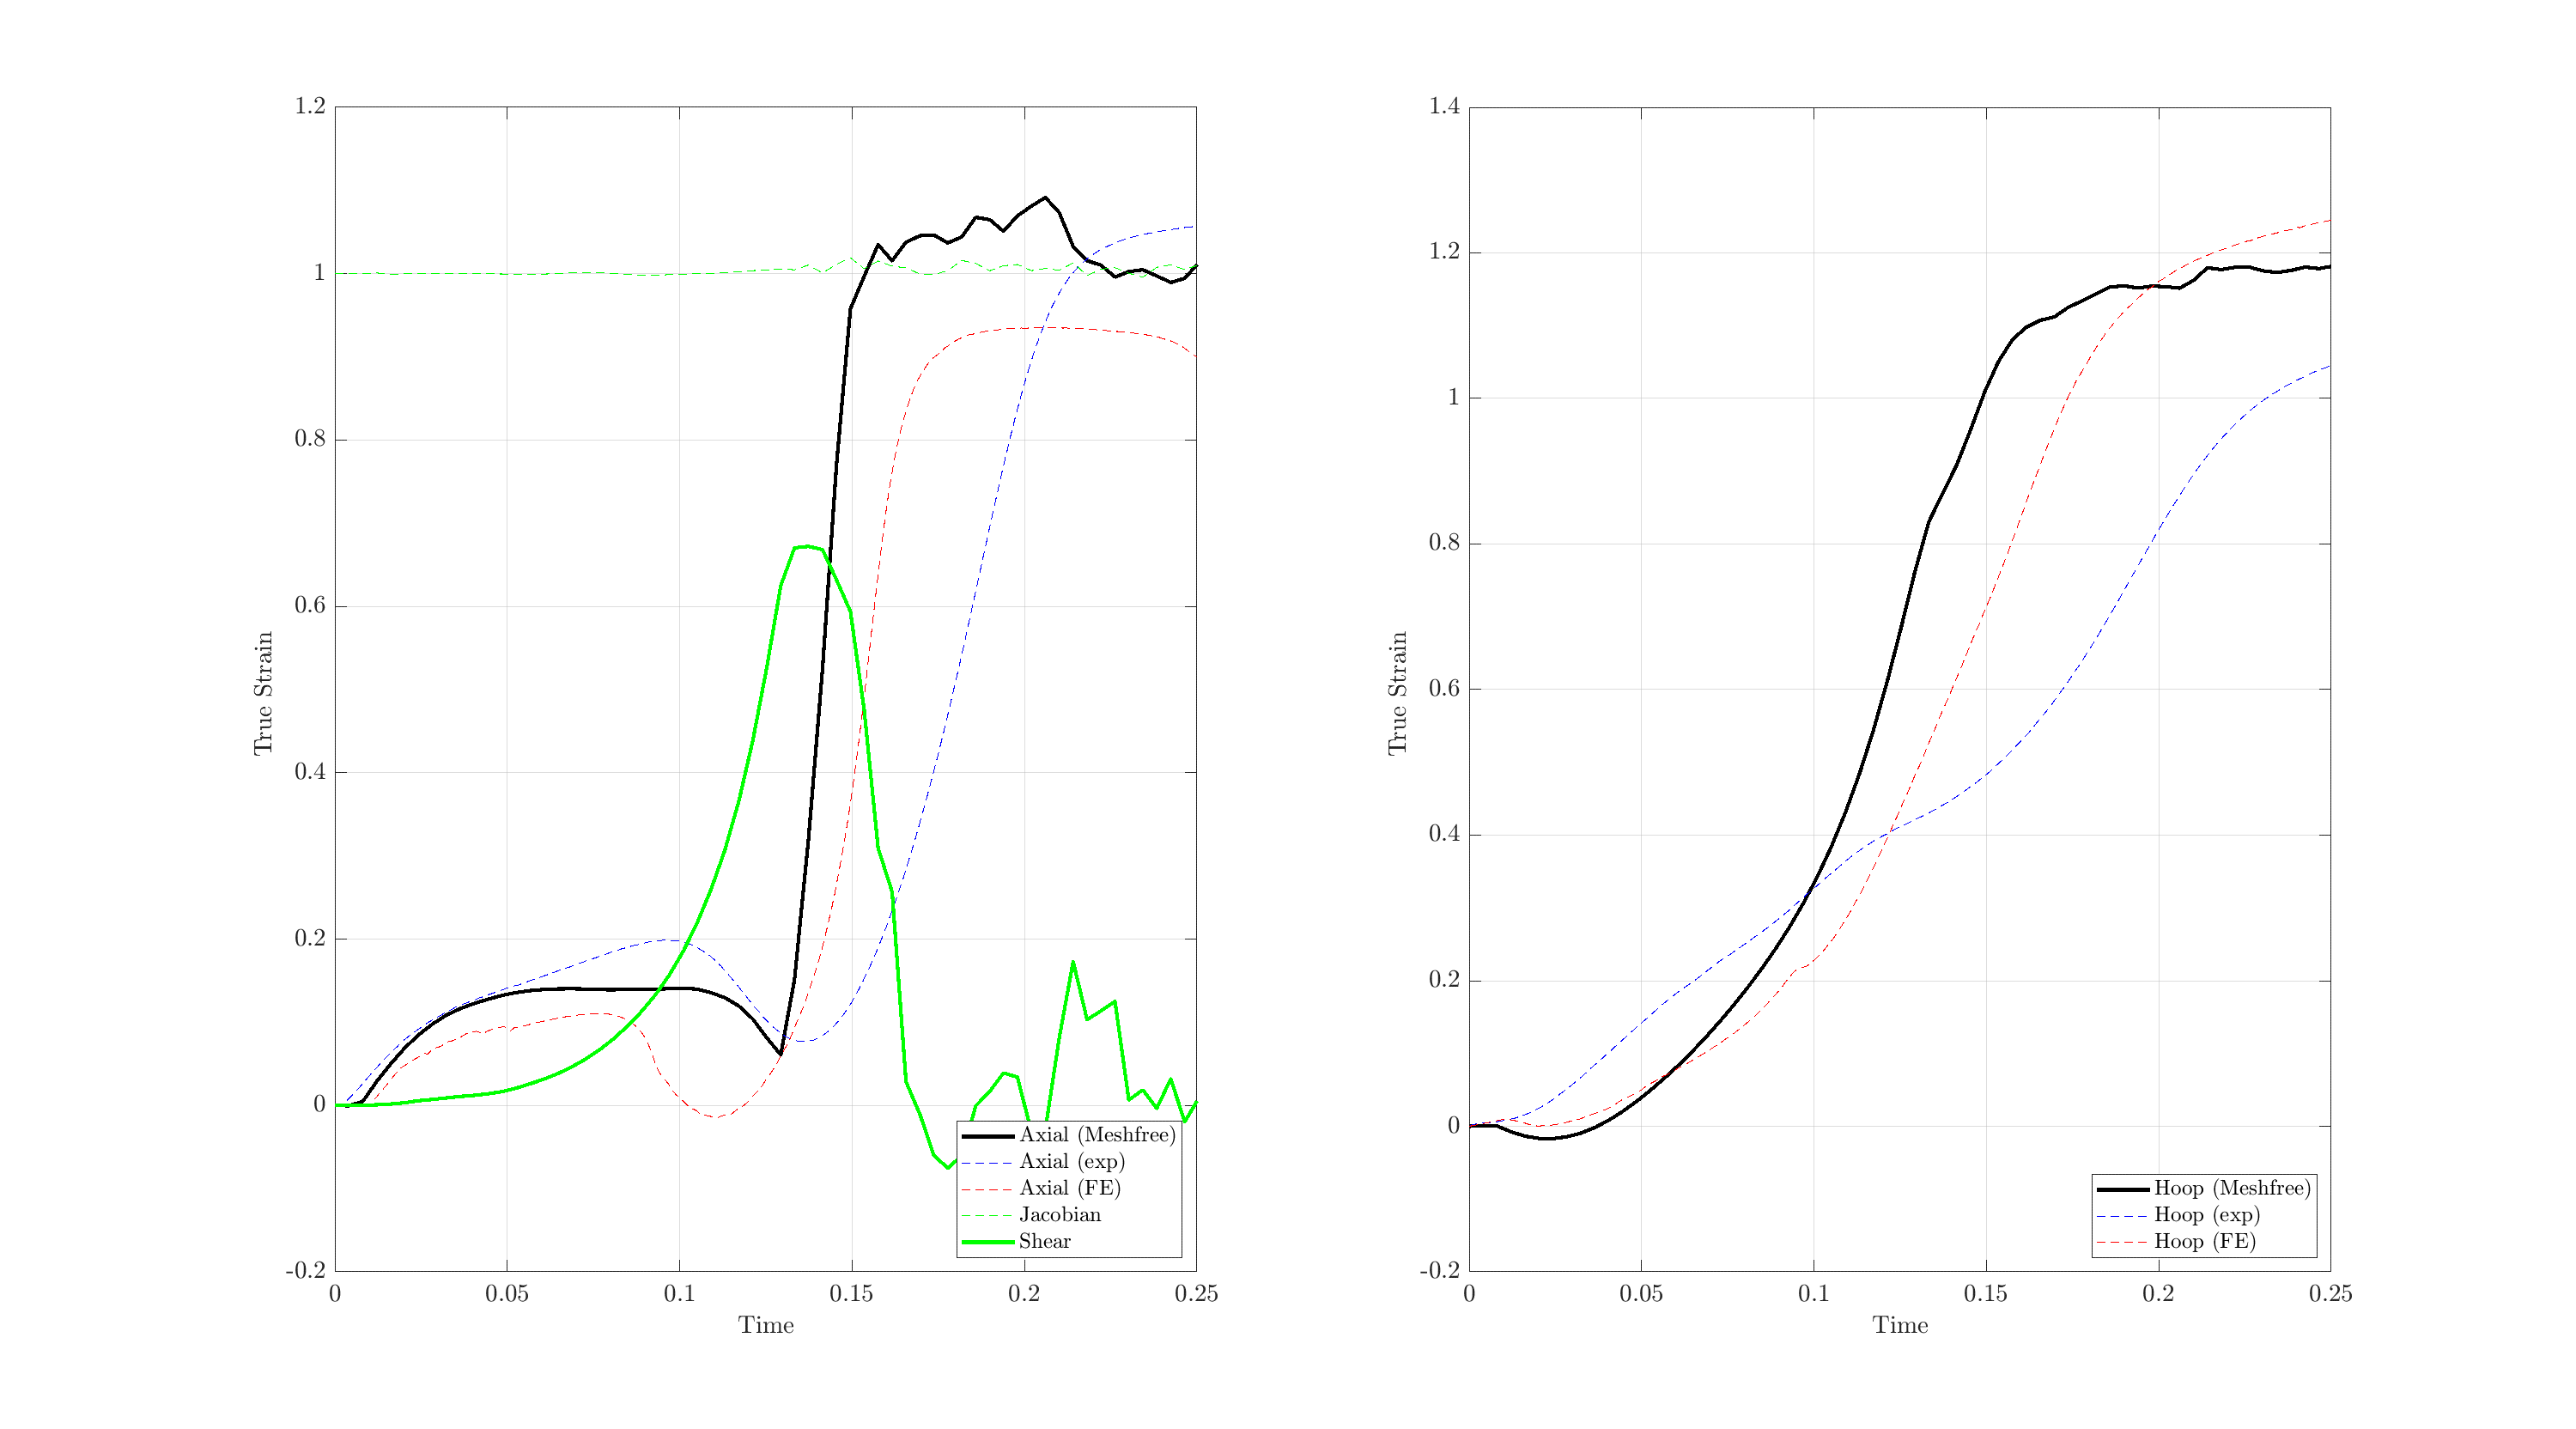 1.2
1
0.8
0.6
0.4
0.2
0
-0.2
True Strain
0 0.05 0.1 0.15 0.2 0.25
Time
Axial (Meshfree)
Axial (exp)
Axial (FE)
Jacobian
Shear
1.4
1.2
1
0.8
0.6
0.4
0.2
0
-0.2
True Strain
0 0.05 0.1 0.15 0.2 0.25
Time
Hoop (Meshfree)
Hoop (exp)
Hoop (FE)